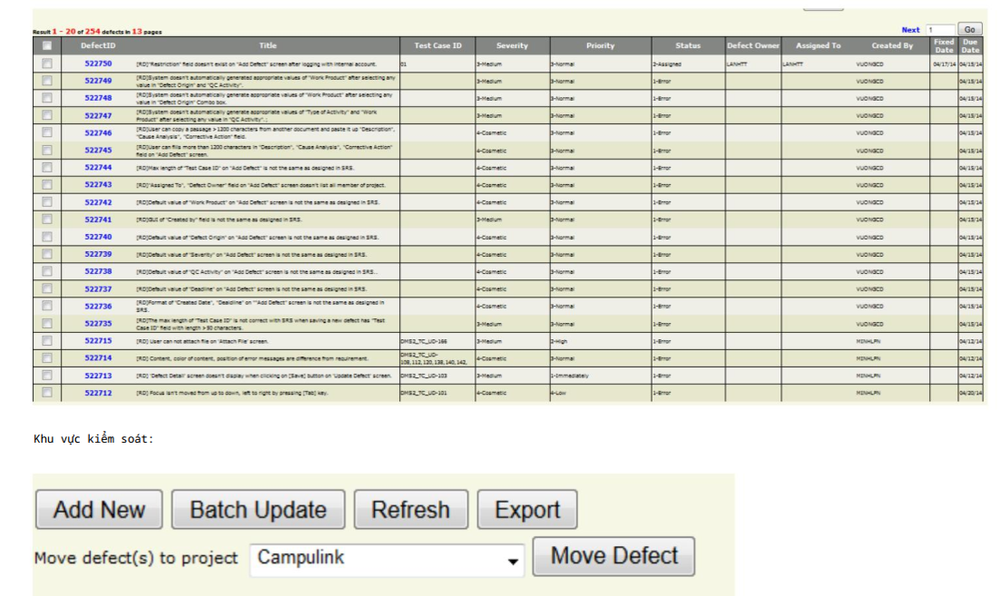 Result 1 - 20 of 254 defects in 13 pages Next 1 Go
DefectID Title Test Case ID Severity Priority Status Defect Owner Assigned To Created By Fixed Date Due Date
522750 [RD]"Restriction" field doesn't exist on "Add Defect" screen after logging with internal account. 01 3-Medium 3-Normal 2-Assigned LANHTT LANHTT VUONGCD 04/17/14 04/15/14
522749 [RD]System doesn't automatically generated appropriate values of "Work Product" after selecting any 3-Medium 3-Normal 1-Error VUONGCD 04/15/14
value in "Defect Origin" and "QC Activity".
522748 [RD]System doesn't automatically generate appropriate values of "Work Product" after selecting any 3-Medium 3-Normal 1-Error VUONGCD 04/15/14
value in "Defect Origin" Combo box.
522747 [RD]System doesn't automatically generate appropriate values of "Type of Activity" and "Work 3-Medium 3-Normal 1-Error VUONGCD 04/15/14
Product" after selecting any value in "QC Activity". ;
522746 [RD]User can copy a passage > 1200 characters from another document and paste it up "Description", 4-Cosmetic 3-Normal 1-Error VUONGCD 04/15/14
"Cause Analysis", "Corrective Action" field.
522745 [RD]User can fills more than 1200 characters in "Description", "Cause Analysis", "Corrective Action" 4-Cosmetic 3-Normal 1-Error VUONGCD 04/15/14
field on "Add Defect" screen.
522744 [RD]Max length of "Test Case ID" on "Add Defect" is not the same as designed in SRS. 4-Cosmetic 3-Normal 1-Error VUONGCD 04/15/14
522743 [RD]"Assigned To", "Defect Owner" field on "Add Defect" screen doesn't list all member of project. 4-Cosmetic 3-Normal 1-Error VUONGCD 04/15/14
522742 [RD]Default value of "Work Product" on "Add Defect" screen is not the same as designed in SRS. 4-Cosmetic 3-Normal 1-Error VUONGCD 04/15/14
522741 [RD]GUI of "Created by" field is not the same as designed in SRS. 3-Medium 3-Normal 1-Error VUONGCD 04/15/14
522740 [RD]Default value of "Defect Origin" on "Add Defect" screen is not the same as designed in SRS. 4-Cosmetic 3-Normal 1-Error VUONGCD 04/15/14
522739 [RD]Default value of "Severity" on "Add Defect" screen is not the same as designed in SRS. 4-Cosmetic 3-Normal 1-Error VUONGCD 04/15/14
522738 [RD]Default value of "QC Activity" on "Add Defect" screen is not the same as designed in SRS.. 4-Cosmetic 3-Normal 1-Error VUONGCD 04/15/14
522737 [RD]Default value of "Deadline" on "Add Defect" screen is not the same as designed in SRS. 4-Cosmetic 3-Normal 1-Error VUONGCD 04/15/14
522736 [RD]Format of "Created Date", "Deadline" on ""Add Defect" screen is not the same as designed in 4-Cosmetic 3-Normal 1-Error VUONGCD 04/15/14
SRS.
522735 [RD]The max length of "Test Case ID" is not correct with SRS when saving a new defect has "Test 3-Medium 3-Normal 1-Error VUONGCD 04/15/14
Case ID" field with length > 50 characters.
522715 [RD] User can not attach file on 'Attach File' screen. DMS2_TC_UD-166 3-Medium 2-High 1-Error MINHLPN 04/12/14
522714 [RD] Content, color of content, position of error messages are difference from requirement. DMS2_TC_UD-108,112,120,138,140,142, 4-Cosmetic 3-Normal 1-Error MINHLPN 04/12/14
522713 [RD] 'Defect Detail' screen doesn't display when clicking on [Save] button on 'Update Defect' screen. DMS2_TC_UD-103 3-Medium 1-Immediately 1-Error MINHLPN 04/12/14
522712 [RD] Focus isn't moved from up to down, left to right by pressing [Tab] key. DMS2_TC_UD-101 4-Cosmetic 4-Low 1-Error MINHLPN 04/20/14
Khu vực kiểm soát:
Add New Batch Update Refresh Export
Move defect(s) to project Campulink Move Defect